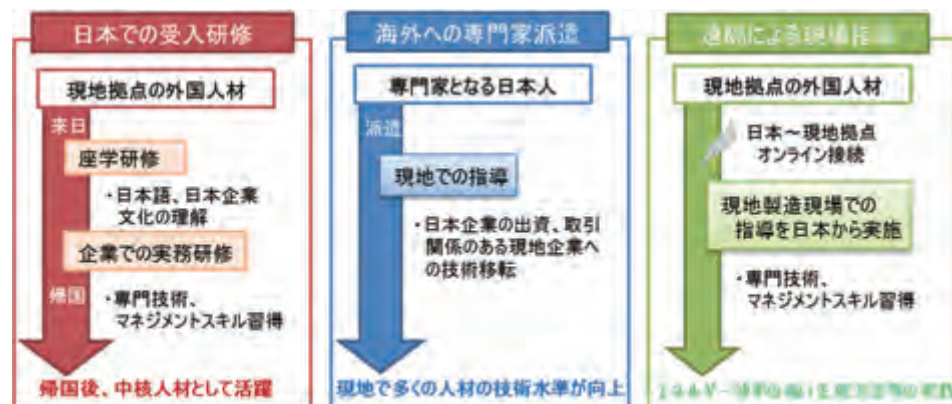 日本での受入研修
現地拠点の外国人材
来日
座学研修
・日本語、日本企業
文化の理解
企業での実務研修
帰国
・専門技術、
マネジメントスキル習得
帰国後、中核人材として活躍
海外への専門家派遣
専門家となる日本人
派遣
現地での指導
・日本企業の出資、取引
関係のある現地企業へ
の技術移転
現地で多くの人材の技術水準が向上
による現場指導
現地拠点の外国人材
日本～現地拠点
オンライン接続
現地製造現場での
指導を日本から実施
・専門技術、
マネジメントスキル習得